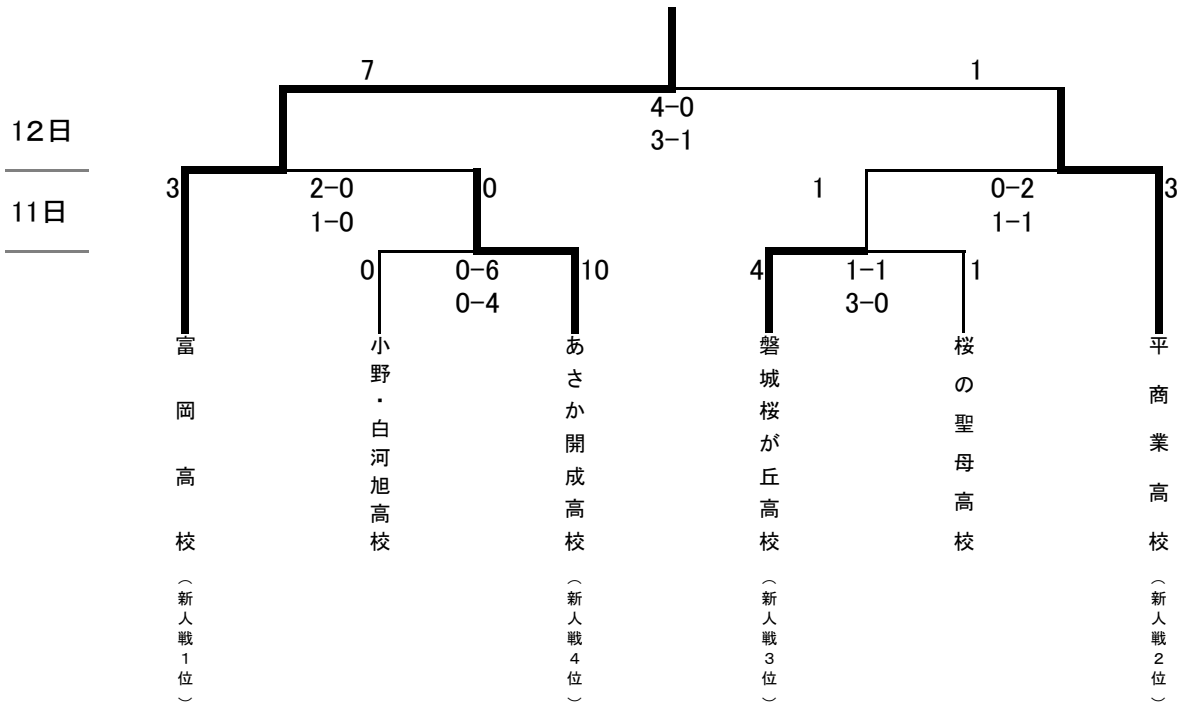 7
1
4-0
3-1
12日
3
2-0
1-0
0
1
0-2
1-1
3
11日
0
0-6
0-4
10
4
1-1
3-0
1
富岡高校(新人戦1位)
小野・白河旭高校
あさか開成高校(新人戦4位)
磐城桜が丘高校(新人戦3位)
桜の聖母高校
平商業高校(新人戦2位)